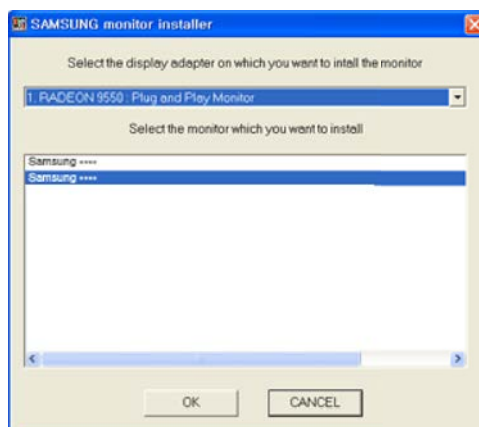 SAMSUNG monitor installer
Select the display adapter on which you want to intall the monitor
1. RADEON 9550 : Plug and Play Monitor
Select the monitor which you want to install
Samsung ****
Samsung ****
OK
CANCEL